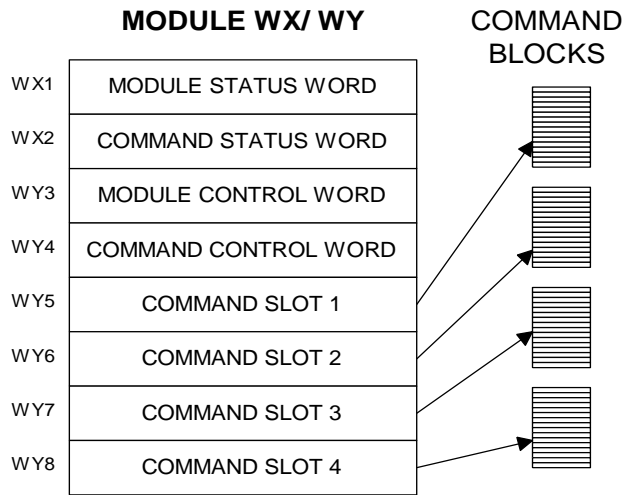 MODULE WX/ WY
COMMAND
BLOCKS
WX1
MODULE STATUS WORD
WX2
COMMAND STATUS WORD
WY3
MODULE CONTROL WORD
WY4
COMMAND CONTROL WORD
WY5
COMMAND SLOT 1
WY6
COMMAND SLOT 2
WY7
COMMAND SLOT 3
WY8
COMMAND SLOT 4